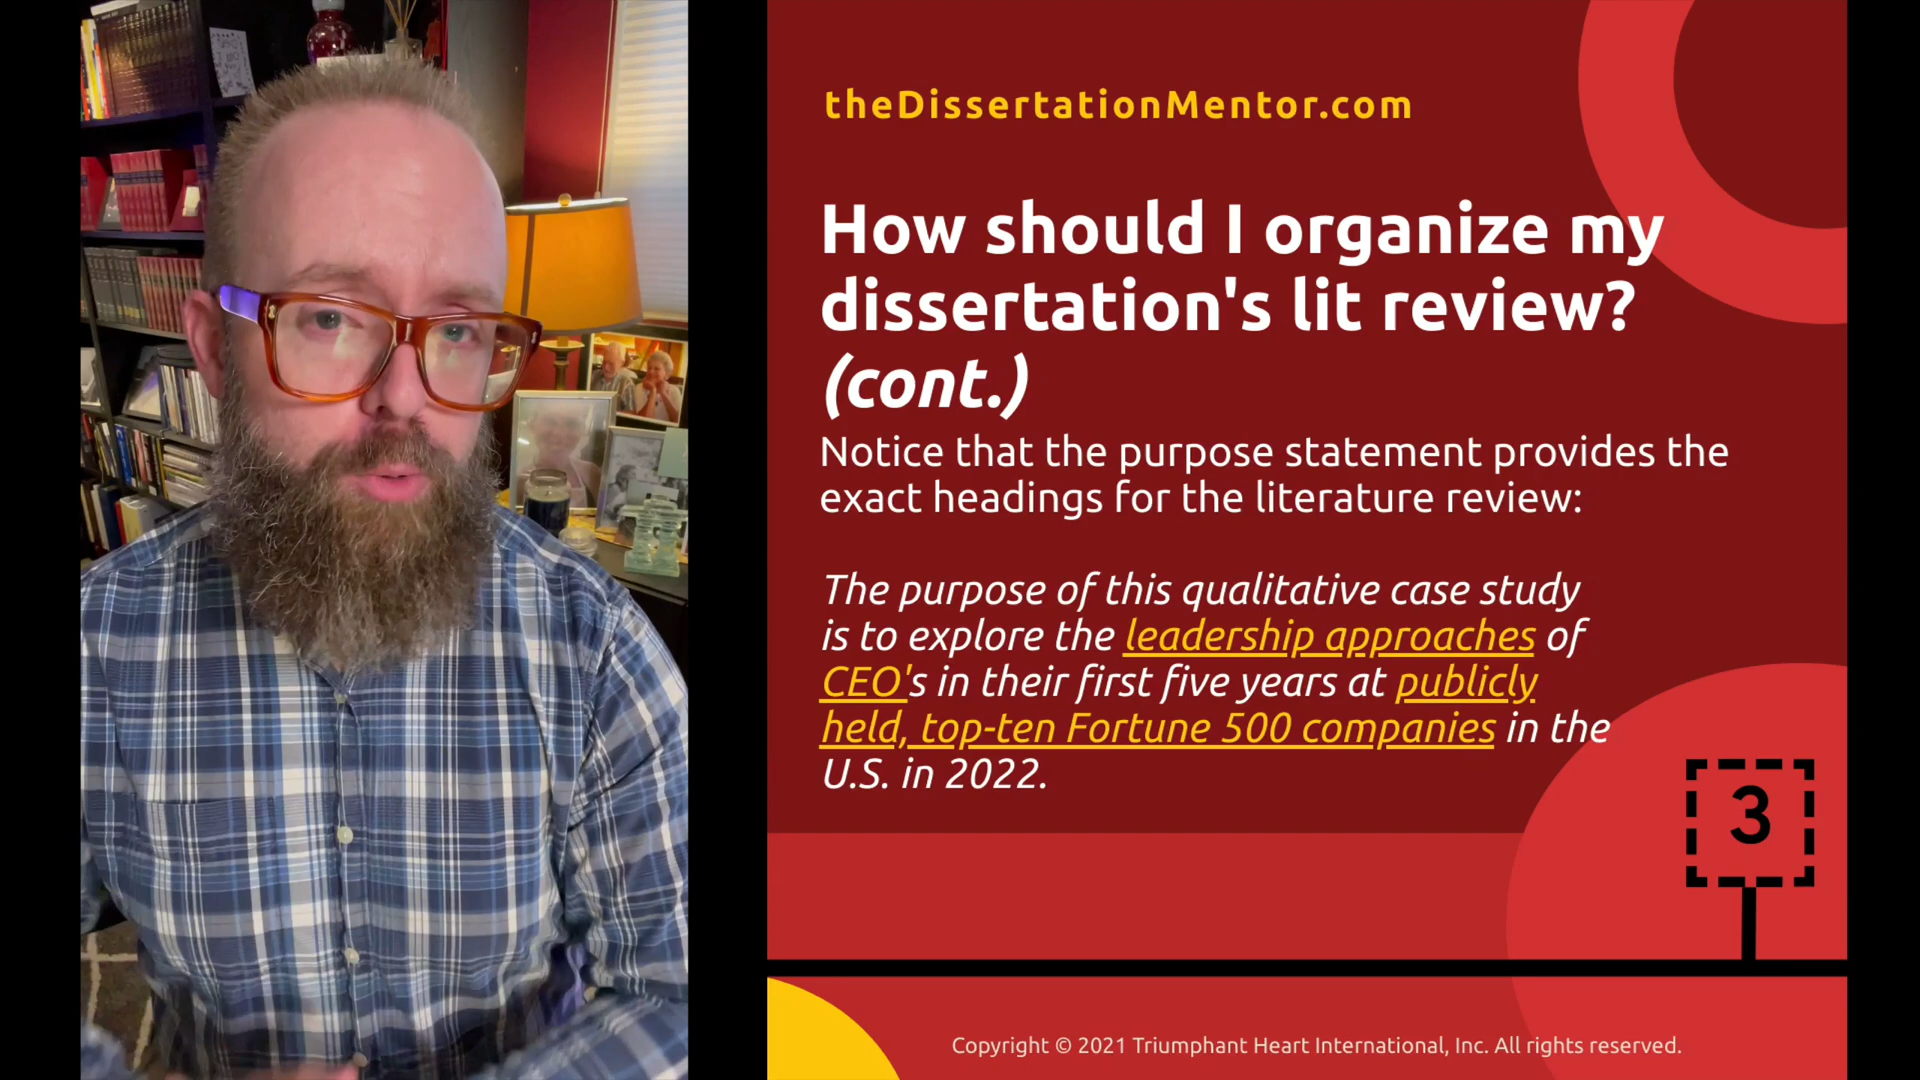 theDissertationMentor.com
How should I organize my
dissertation's lit review?
(cont.)
Notice that the purpose statement provides the
exact headings for the literature review:
The purpose of this qualitative case study
is to explore the leadership approaches of
CEO's in their first five years at publicly
held, top-ten Fortune 500 companies in the
U.S. in 2022.
3
Copyright © 2021 Triumphant Heart International, Inc. All rights reserved.